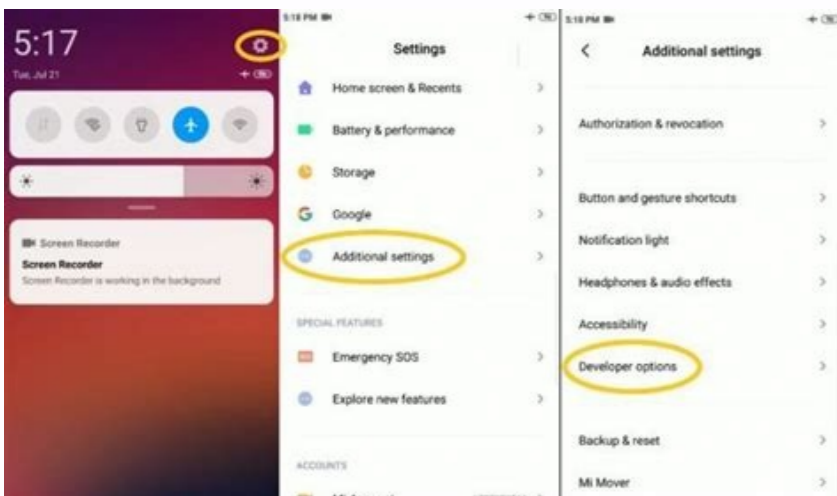 5:17
Tue, Jul 21
Screen Recorder
Screen Recorder
Screen Recorder is working in the background
5:18 PM
Settings
Home screen & Recents
Battery & performance
Storage
Google
Additional settings
SPECIAL FEATURES
Emergency SOS
Explore new features
ACCOUNTS
5:18 PM
Additional settings
Authorization & revocation
Button and gesture shortcuts
Notification light
Headphones & audio effects
Accessibility
Developer options
Backup & reset
Mi Mover